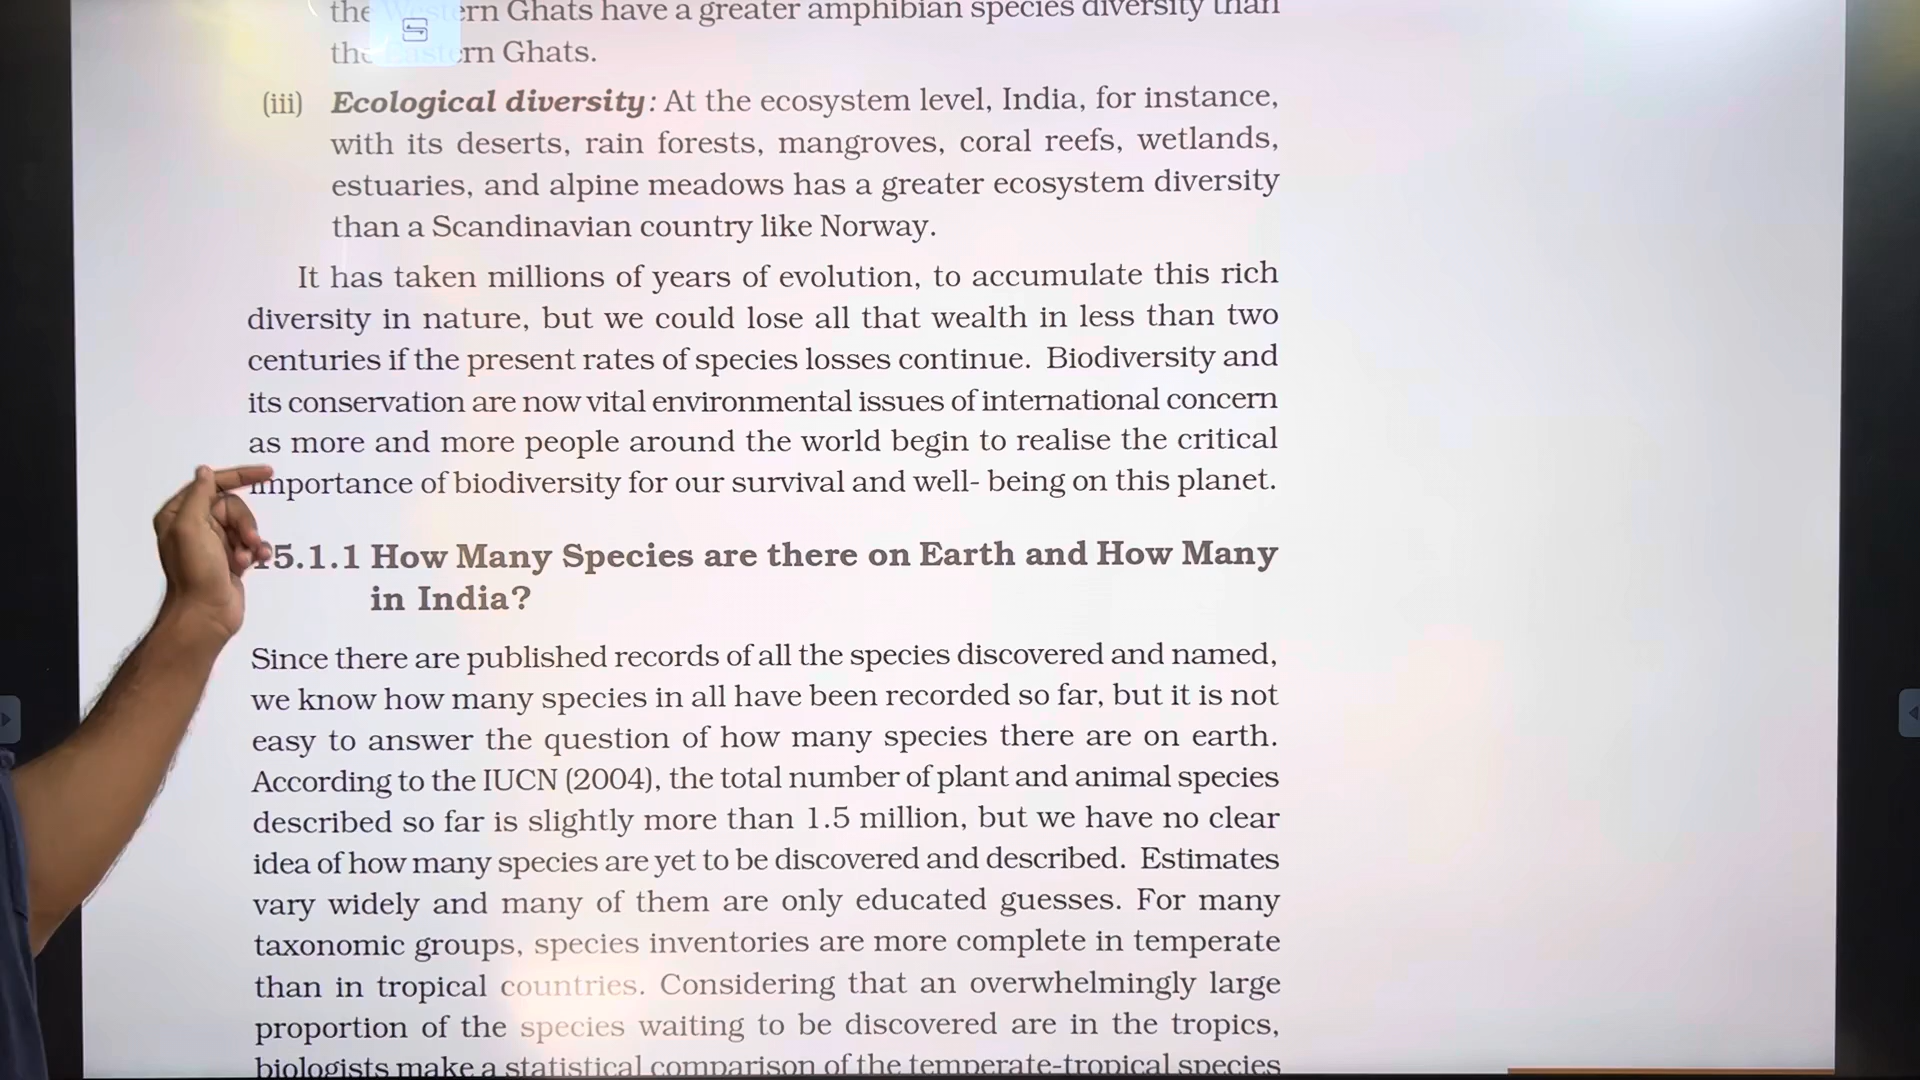 the Western Ghats have a greater amphibian species diversity than
the Eastern Ghats.
(iii) Ecological diversity: At the ecosystem level, India, for instance,
with its deserts, rain forests, mangroves, coral reefs, wetlands,
estuaries, and alpine meadows has a greater ecosystem diversity
than a Scandinavian country like Norway.
It has taken millions of years of evolution, to accumulate this rich
diversity in nature, but we could lose all that wealth in less than two
centuries if the present rates of species losses continue. Biodiversity and
its conservation are now vital environmental issues of international concern
as more and more people around the world begin to realise the critical
importance of biodiversity for our survival and well- being on this planet.
15.1.1 How Many Species are there on Earth and How Many
in India?
Since there are published records of all the species discovered and named,
we know how many species in all have been recorded so far, but it is not
easy to answer the question of how many species there are on earth.
According to the IUCN (2004), the total number of plant and animal species
described so far is slightly more than 1.5 million, but we have no clear
idea of how many species are yet to be discovered and described. Estimates
vary widely and many of them are only educated guesses. For many
taxonomic groups, species inventories are more complete in temperate
than in tropical countries. Considering that an overwhelmingly large
proportion of the species waiting to be discovered are in the tropics,
biologists make a statistical comparison of the temperate-tropical species